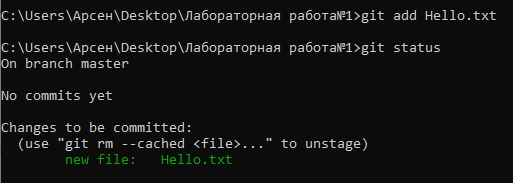 C:\Users\Арсен\Desktop\Лабораторная работа№1>git add Hello.txt
C:\Users\Арсен\Desktop\Лабораторная работа№1>git status
On branch master
No commits yet
Changes to be committed:
(use "git rm --cached <file>..." to unstage)
new file:   Hello.txt